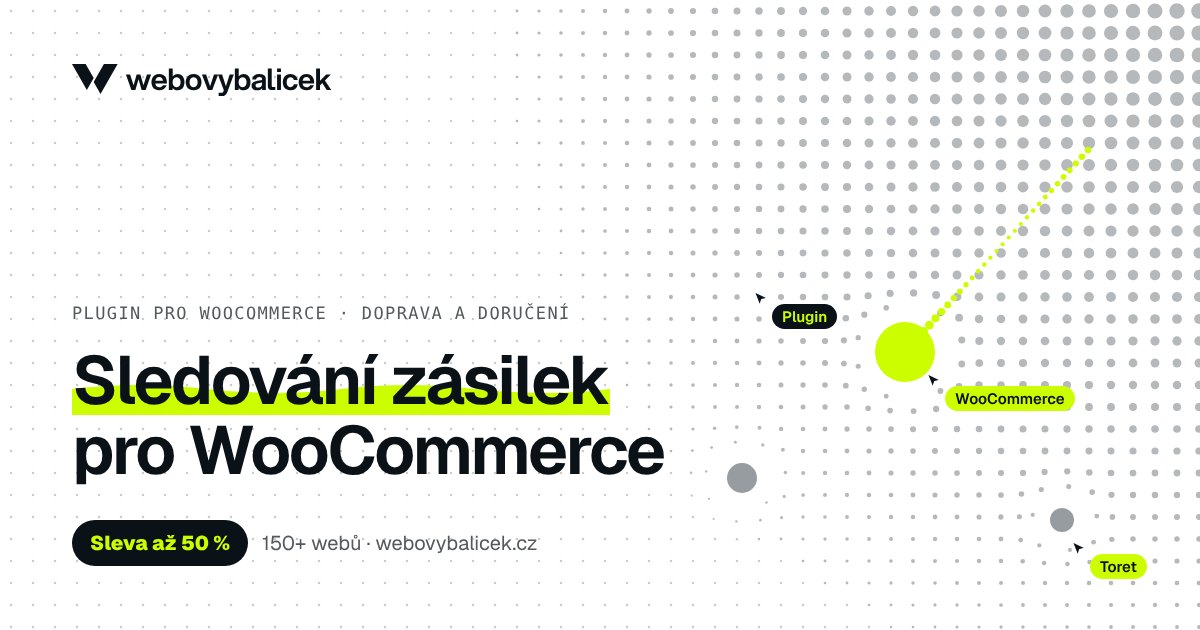 webovybalicek
PLUGIN PRO WOOCOMMERCE · DOPRAVA A DORUČENÍ
Sledování zásilek
pro WooCommerce
Sleva až 50 %
150+ webů · webovybalicek.cz
Plugin
WooCommerce
Toret